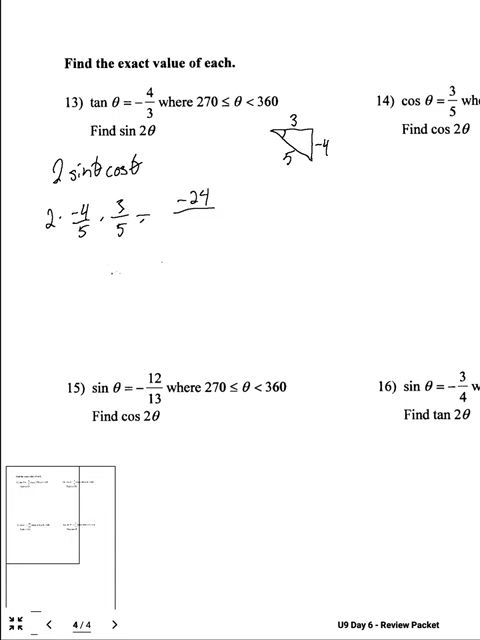 Find the exact value of each.
13) tan θ = −4/3 where 270 ≤ θ < 360
Find sin 2θ
14) cos θ = 3/5 whe
Find cos 2θ
3
-4
5
2 sinθ cosθ
2 · -4/5 · 3/5 = -24
15) sin θ = −12/13 where 270 ≤ θ < 360
Find cos 2θ
16) sin θ = −3/4 w
Find tan 2θ
4 / 4
U9 Day 6 - Review Packet